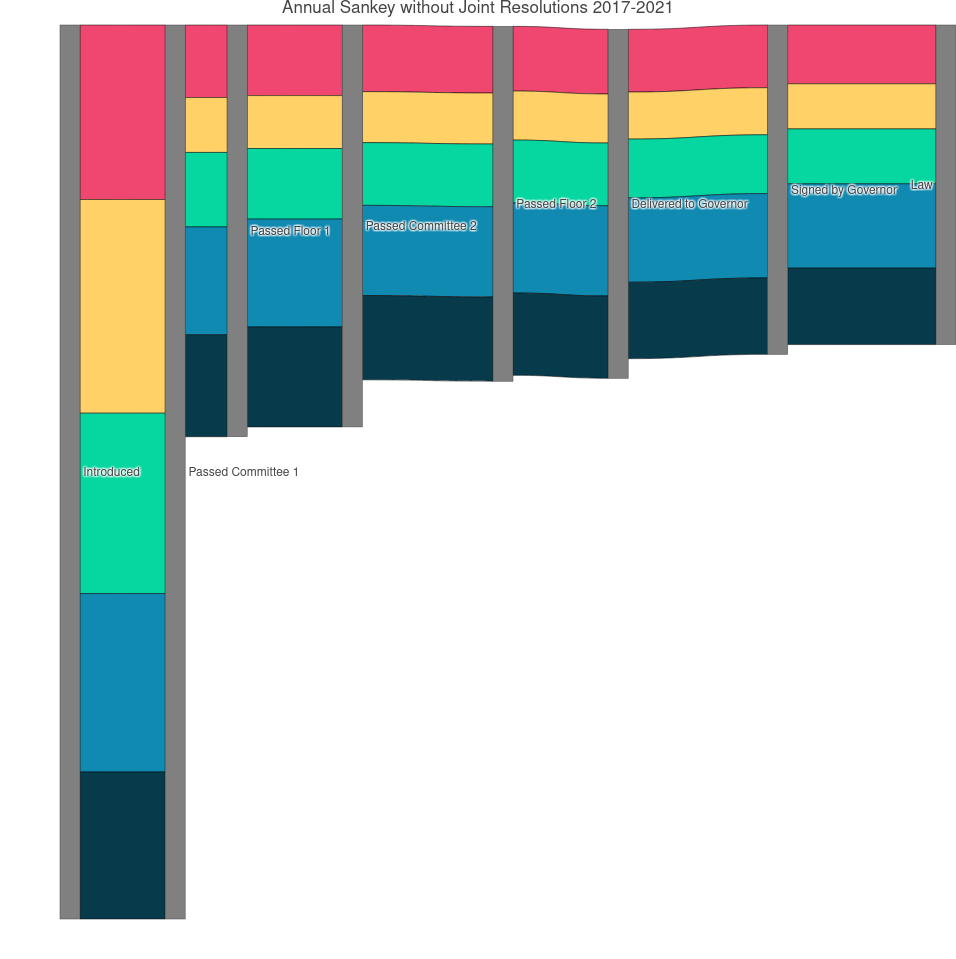 Annual Sankey without Joint Resolutions 2017-2021
Introduced
Passed Committee 1
Passed Floor 1
Passed Committee 2
Passed Floor 2
Delivered to Governor
Signed by Governor
Law